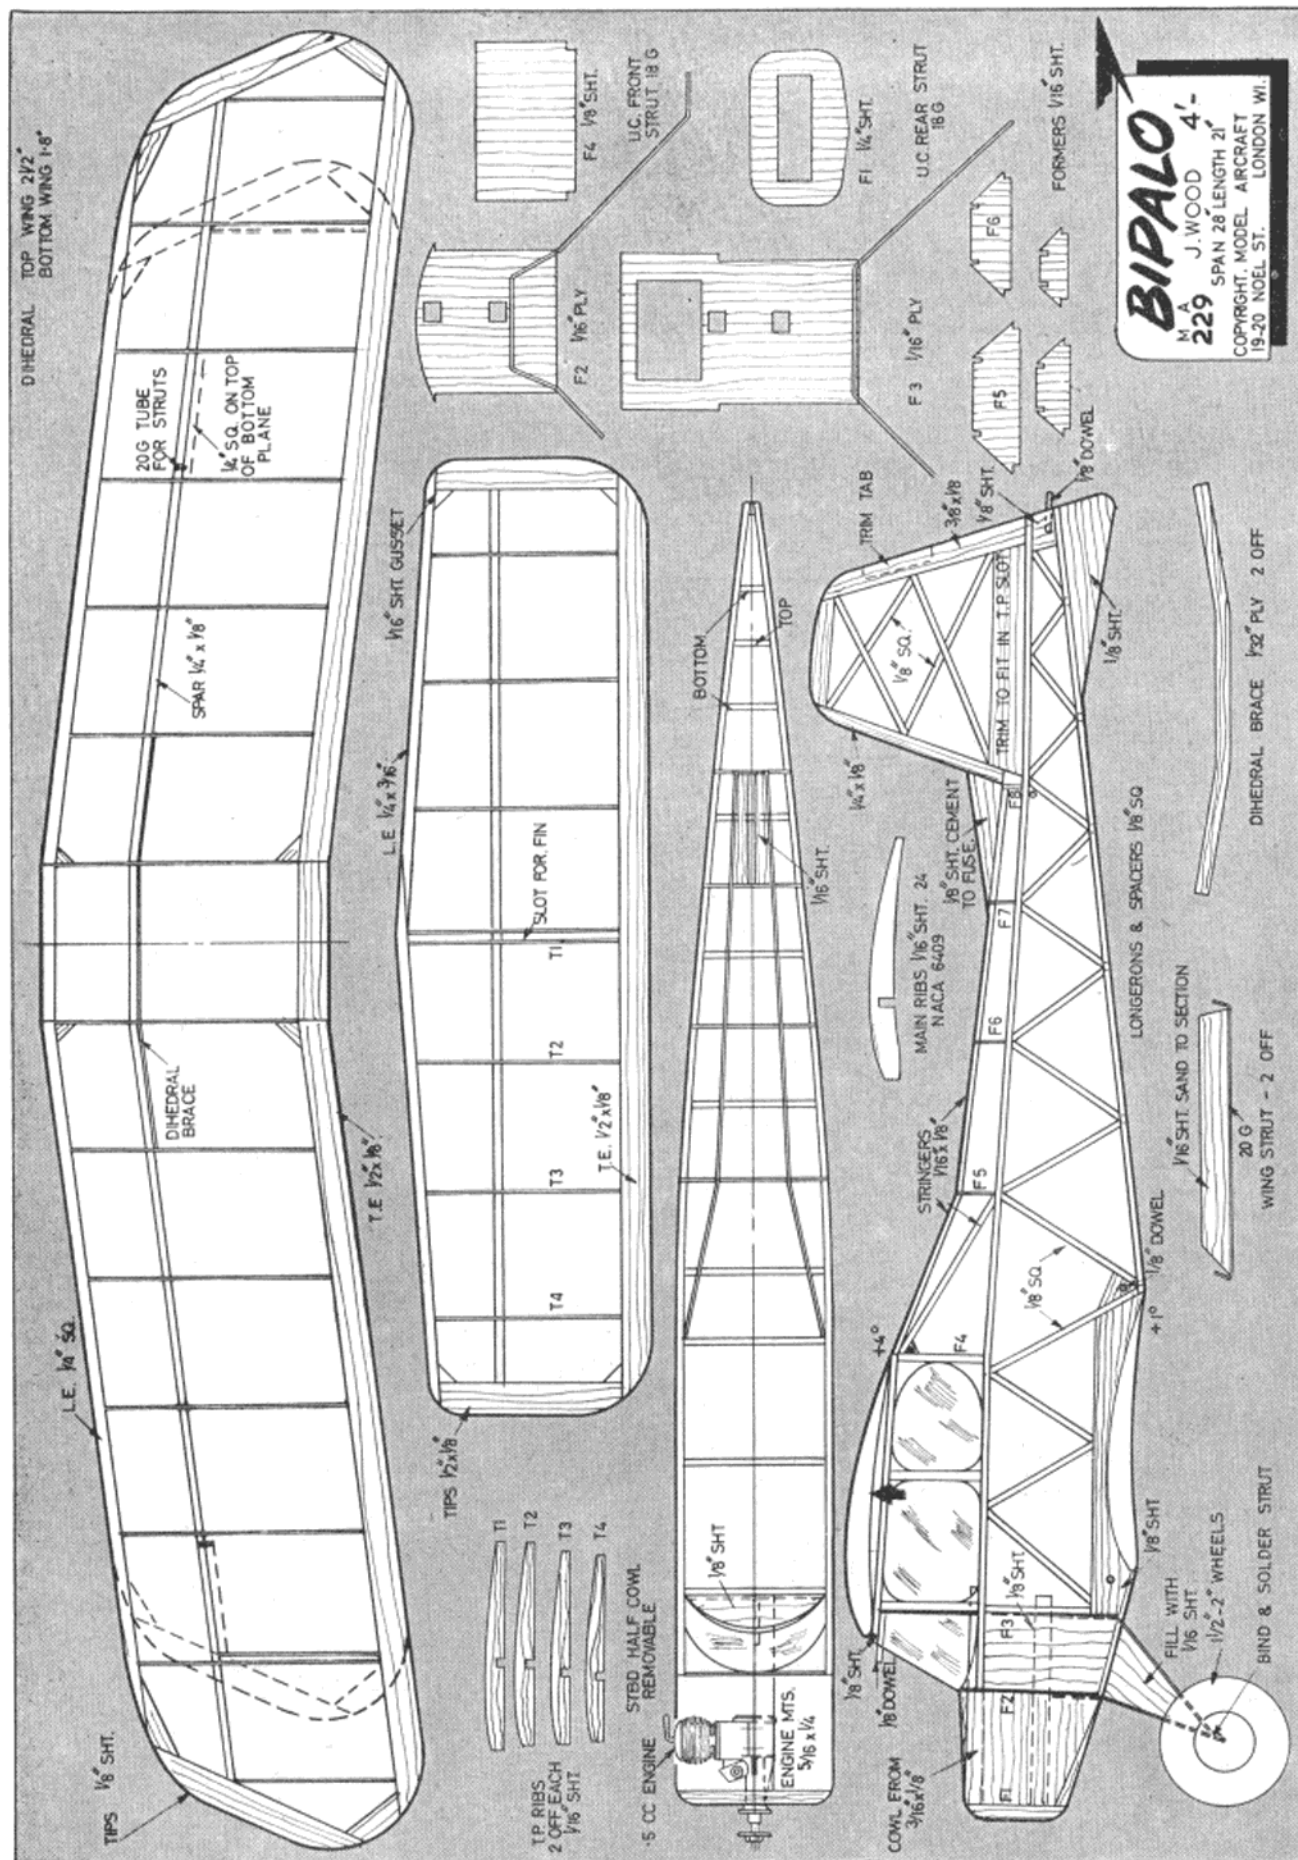 DIHEDRAL TOP WING 2½"
BOTTOM WING 1·8"
20G TUBE
FOR STRUTS
¼" SQ. ON TOP
OF BOTTOM
PLANE
SPAR ¼" x ⅛"
DIHEDRAL
BRACE
T.E ½" x ⅛"
L.E. ¼" SQ.
TIPS ⅛" SHT.
F4 ⅛" SHT.
U.C. FRONT
STRUT 18 G
F2 1/16" PLY
F1 ¼" SHT.
U.C. REAR STRUT
16G
F3 1/16" PLY
F6
F5
FORMERS 1/16" SHT.
BIPALO
M A
229 J. WOOD 4'-
SPAN 28" LENGTH 21"
COPYRIGHT. MODEL AIRCRAFT
19-20 NOEL ST. LONDON W1.
1/16" SHT GUSSET
L.E. ¼" x 3/16"
SLOT FOR FIN
T1
T2
T3
T4
T.E. ½" x ⅛"
TIPS ½" x ⅛"
T1
T2
T3
T4
T.P. RIBS
2 OFF EACH
1/16" SHT
BOTTOM
TOP
1/16" SHT.
⅛" SHT
STBD HALF COWL
REMOVABLE
·5 CC ENGINE
ENGINE MTS.
5/16 x ¼
MAIN RIBS 1/16" SHT. 24
NACA 6409
TRIM TAB
3/8" x ⅛
⅛" SHT.
⅛" DOWEL
⅛" SQ.
TRIM TO FIT IN T.P. SLOT
1/8" SHT.
¼" x ⅛"
⅛" SHT. CEMENT
TO FUSE.
F8
F7
F6
F5
STRINGERS
1/16" x ⅛"
LONGERONS & SPACERS ⅛" SQ
⅛" SQ
1/8" DOWEL
+1°
+4°
F4
⅛" SHT
⅛" DOWEL
⅛" SHT.
F3
F2
F1
COWL FROM
3/16" x ⅛"
⅛" SHT
FILL WITH
1/16 SHT.
1½"-2" WHEELS
BIND & SOLDER STRUT
DIHEDRAL BRACE 1/32" PLY 2 OFF
1/16" SHT. SAND TO SECTION
20 G
WING STRUT - 2 OFF